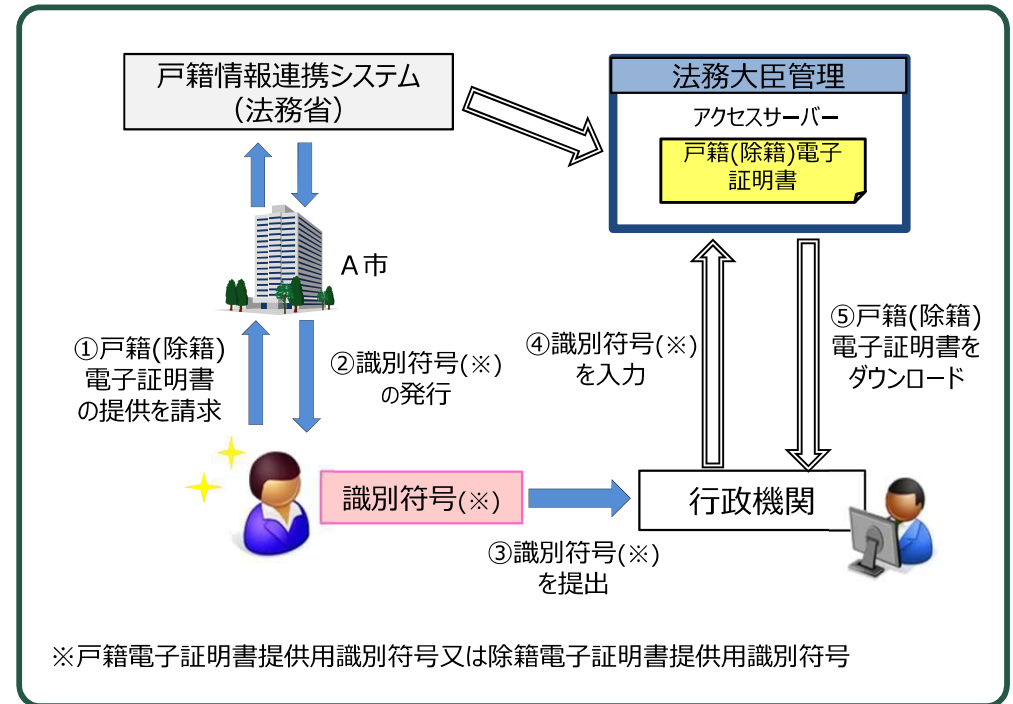 戸籍情報連携システム
（法務省）
法務大臣管理
アクセスサーバー
戸籍(除籍)電子
証明書
A市
①戸籍(除籍)
電子証明書
の提供を請求
②識別符号(※)
の発行
④識別符号(※)
を入力
⑤戸籍(除籍)
電子証明書を
ダウンロード
識別符号(※)
行政機関
③識別符号(※)
を提出
※戸籍電子証明書提供用識別符号又は除籍電子証明書提供用識別符号